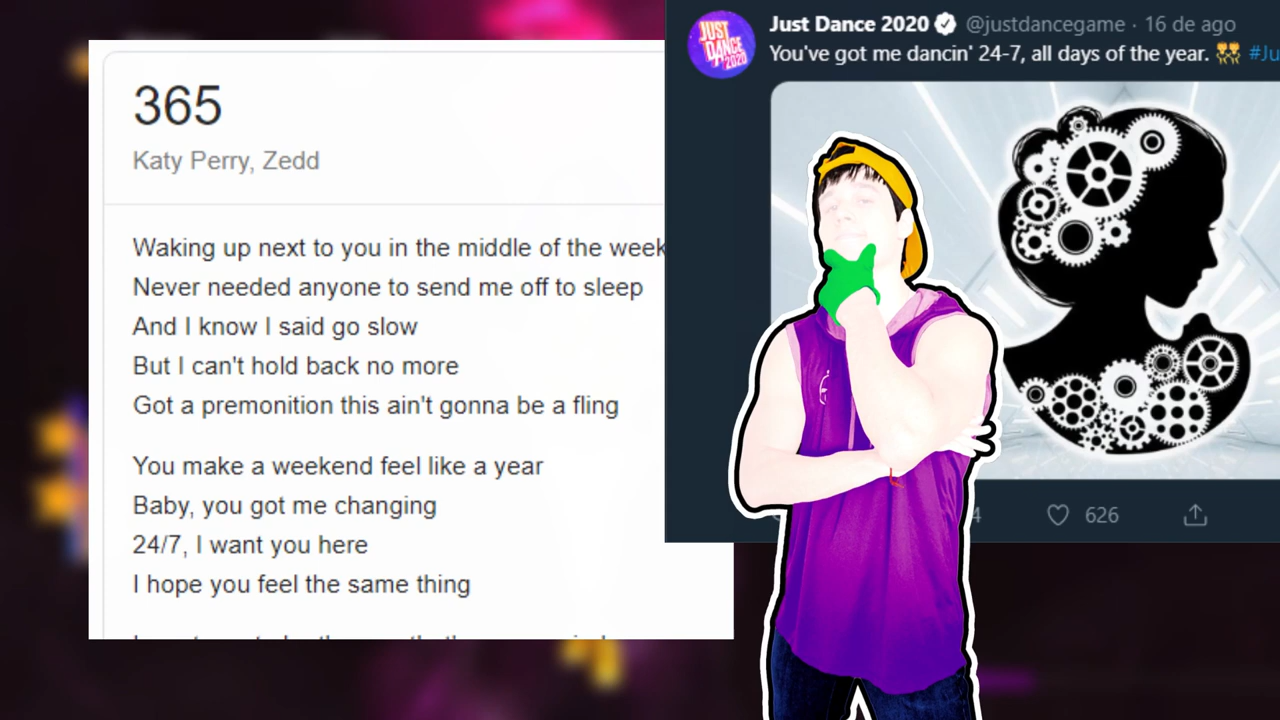 365
Katy Perry, Zedd
Waking up next to you in the middle of the week
Never needed anyone to send me off to sleep
And I know I said go slow
But I can't hold back no more
Got a premonition this ain't gonna be a fling
You make a weekend feel like a year
Baby, you got me changing
24/7, I want you here
I hope you feel the same thing
JUST
DANCE
2020
Just Dance 2020 @justdancegame · 16 de ago
You've got me dancin' 24-7, all days of the year. #Ju
4 626